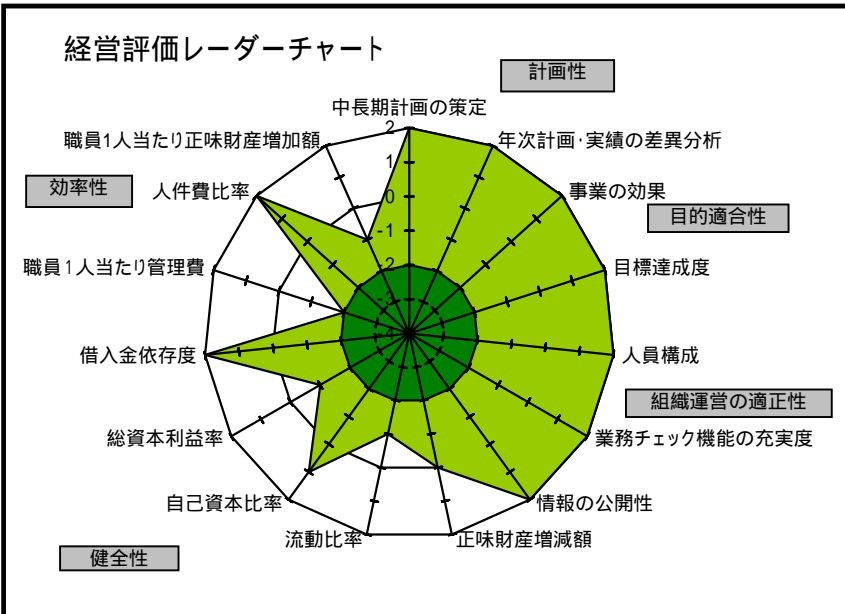 経営評価レーダーチャート
計画性
中長期計画の策定
年次計画・実績の差異分析
事業の効果
目的適合性
目標達成度
人員構成
組織運営の適正性
業務チェック機能の充実度
情報の公開性
正味財産増減額
流動比率
自己資本比率
健全性
総資本利益率
借入金依存度
職員1人当たり管理費
効率性
人件費比率
職員1人当たり正味財産増加額
2
1
0
-1
-2
-3
-4